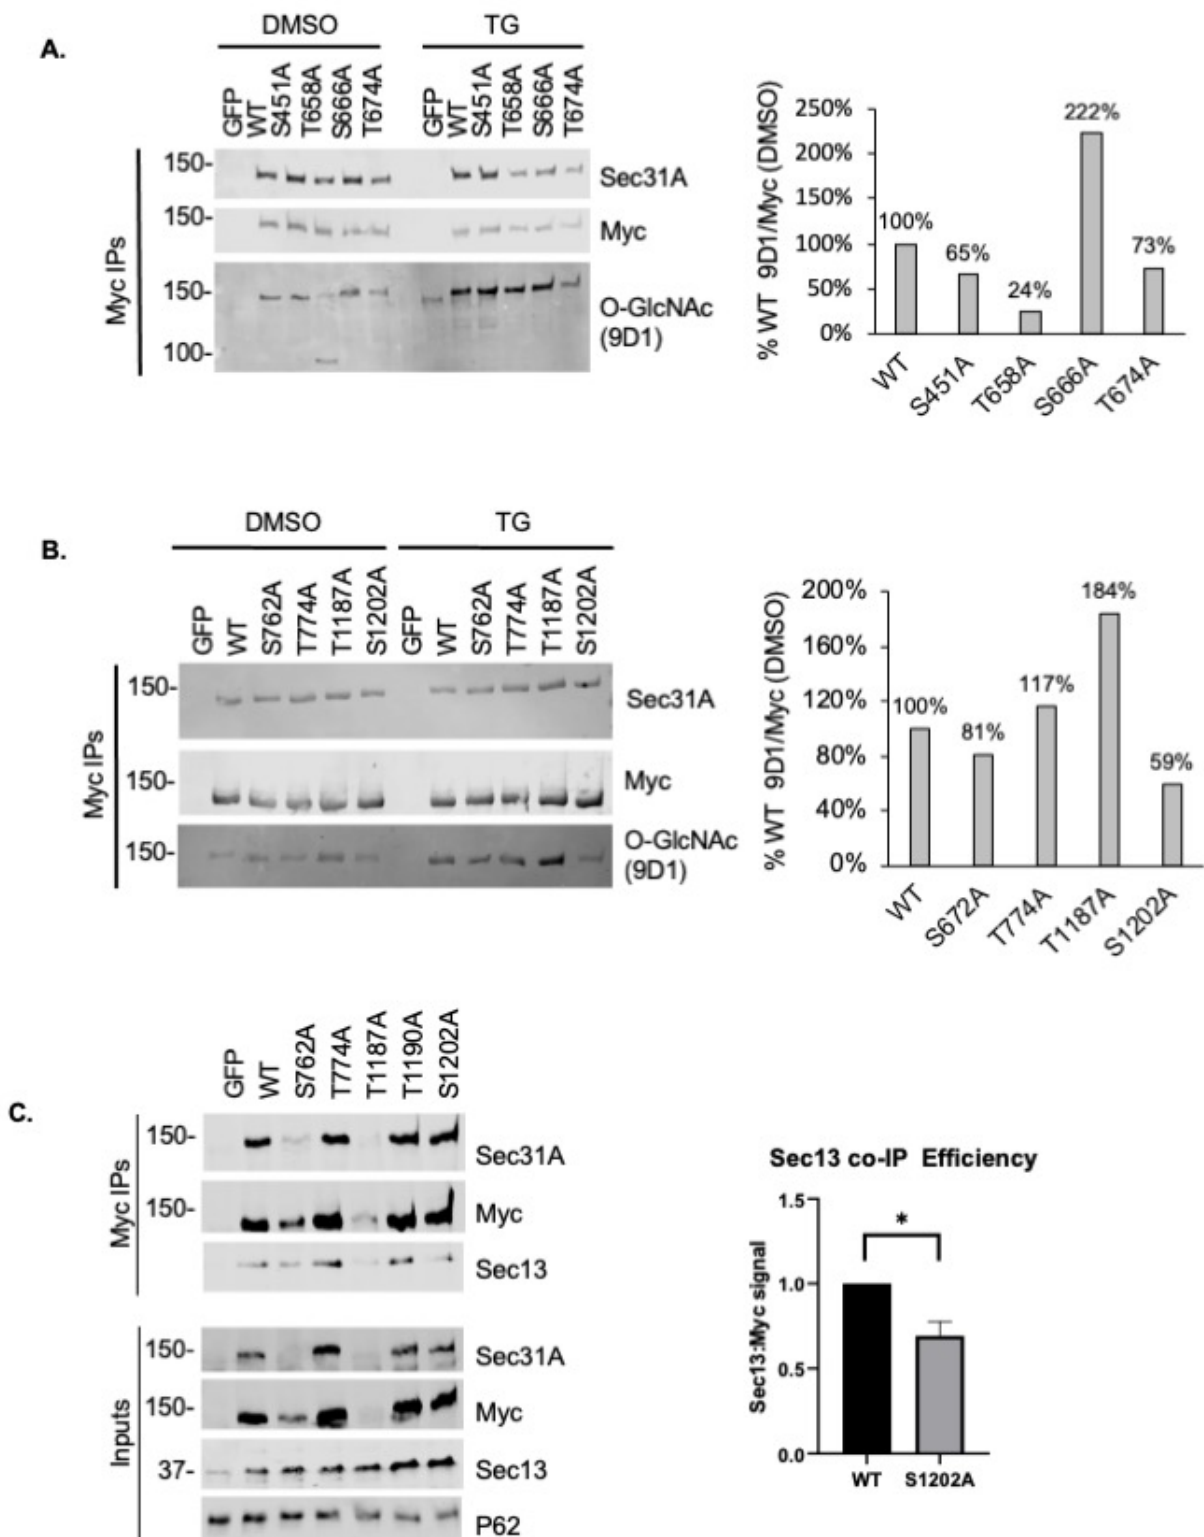 A.
DMSO TG
GFP WT S451A T658A S666A T674A GFP WT S451A T658A S666A T674A
Myc IPs
150- Sec31A
150- Myc
150- O-GlcNAc
(9D1)
100-
% WT 9D1/Myc (DMSO)
250%
200%
150%
100%
50%
0%
100% 65% 24% 222% 73%
WT S451A T658A S666A T674A
B.
DMSO TG
GFP WT S762A T774A T1187A S1202A GFP WT S762A T774A T1187A S1202A
Myc IPs
150- Sec31A
150- Myc
150- O-GlcNAc
(9D1)
% WT 9D1/Myc (DMSO)
200%
160%
120%
80%
40%
0%
100% 81% 117% 184% 59%
WT S672A T774A T1187A S1202A
C.
GFP WT S762A T774A T1187A T1190A S1202A
Myc IPs
150- Sec31A
150- Myc
Sec13
Inputs
150- Sec31A
150- Myc
37- Sec13
P62
Sec13 co-IP Efficiency
Sec13:Myc signal
1.5
1.0
0.5
0.0
*
WT S1202A